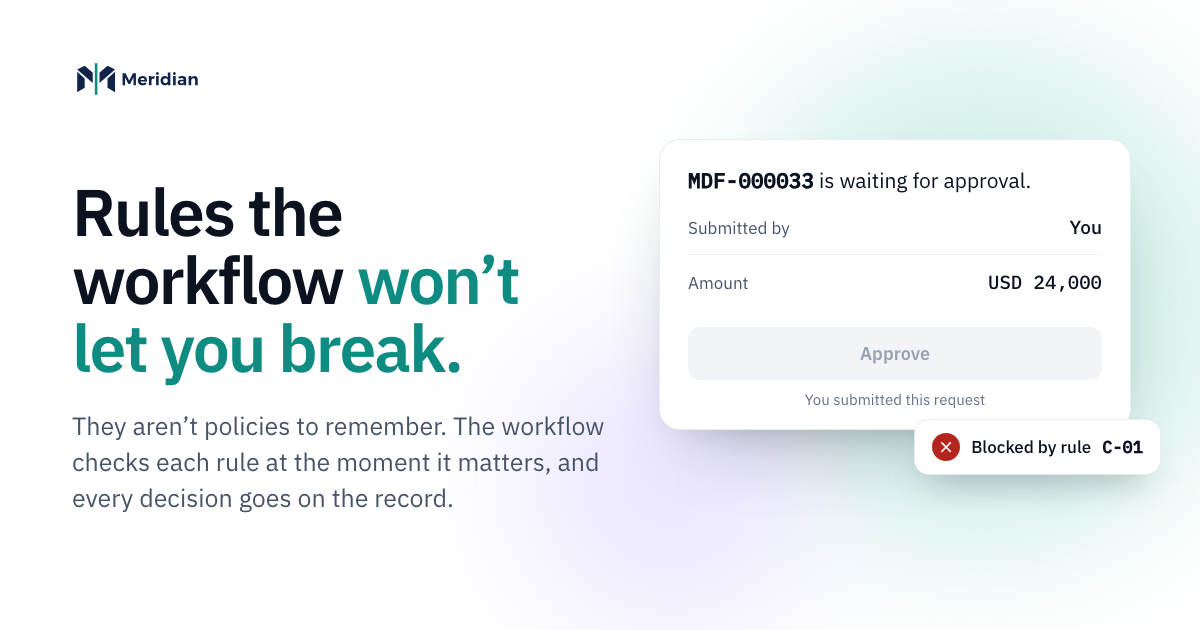 Meridian
Rules the
workflow won’t
let you break.
They aren’t policies to remember. The workflow
checks each rule at the moment it matters, and
every decision goes on the record.
MDF-000033 is waiting for approval.
Submitted by You
Amount USD 24,000
Approve
You submitted this request
Blocked by rule C-01